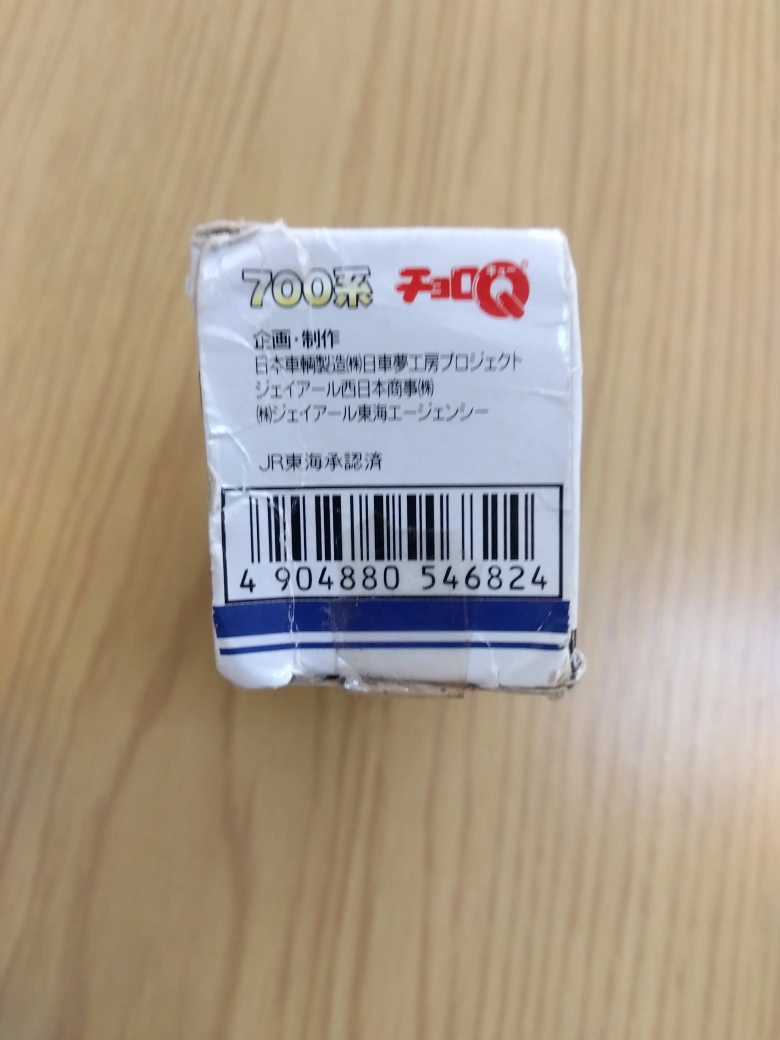 700系 チョロQ キュー
企画・制作
日本車輌製造㈱日車夢工房プロジェクト
ジェイアール西日本商事㈱
㈱ジェイアール東海エージェンシー
JR東海承認済
4 904880 546824